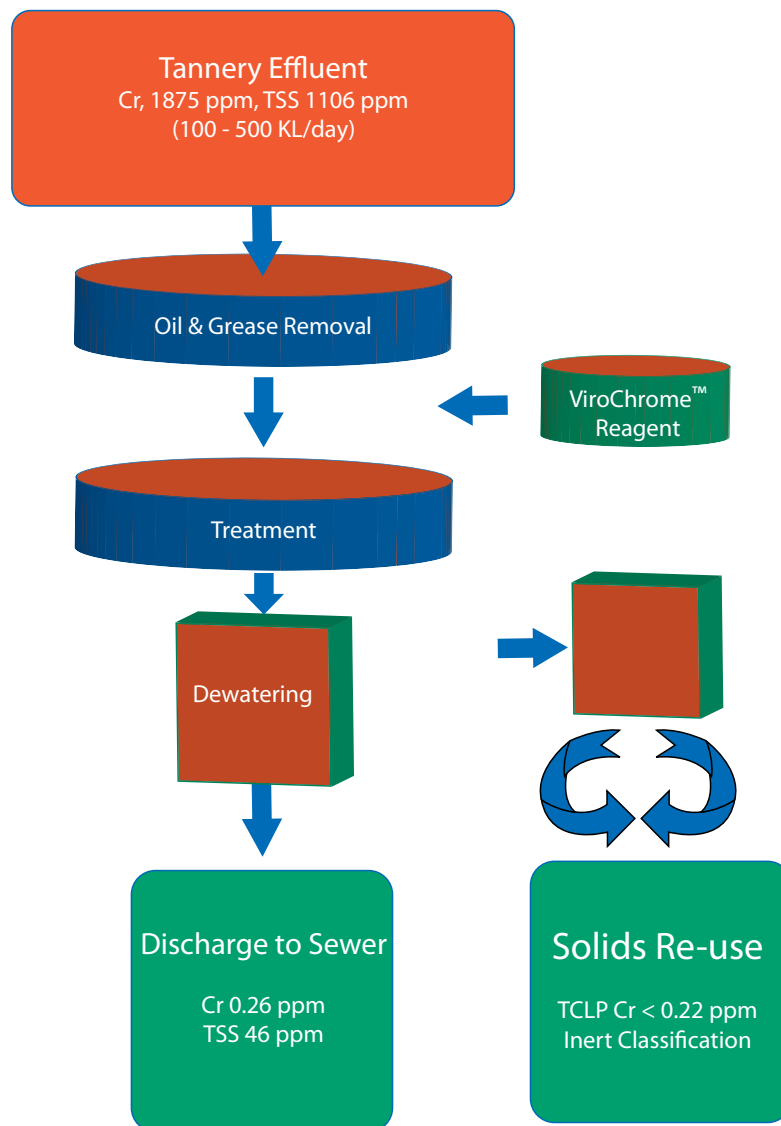 Tannery Effluent
Cr, 1875 ppm, TSS 1106 ppm
(100 - 500 KL/day)
Oil & Grease Removal
ViroChrome™
Reagent
Treatment
Dewatering
Discharge to Sewer
Cr 0.26 ppm
TSS 46 ppm
Solids Re-use
TCLP Cr < 0.22 ppm
Inert Classification